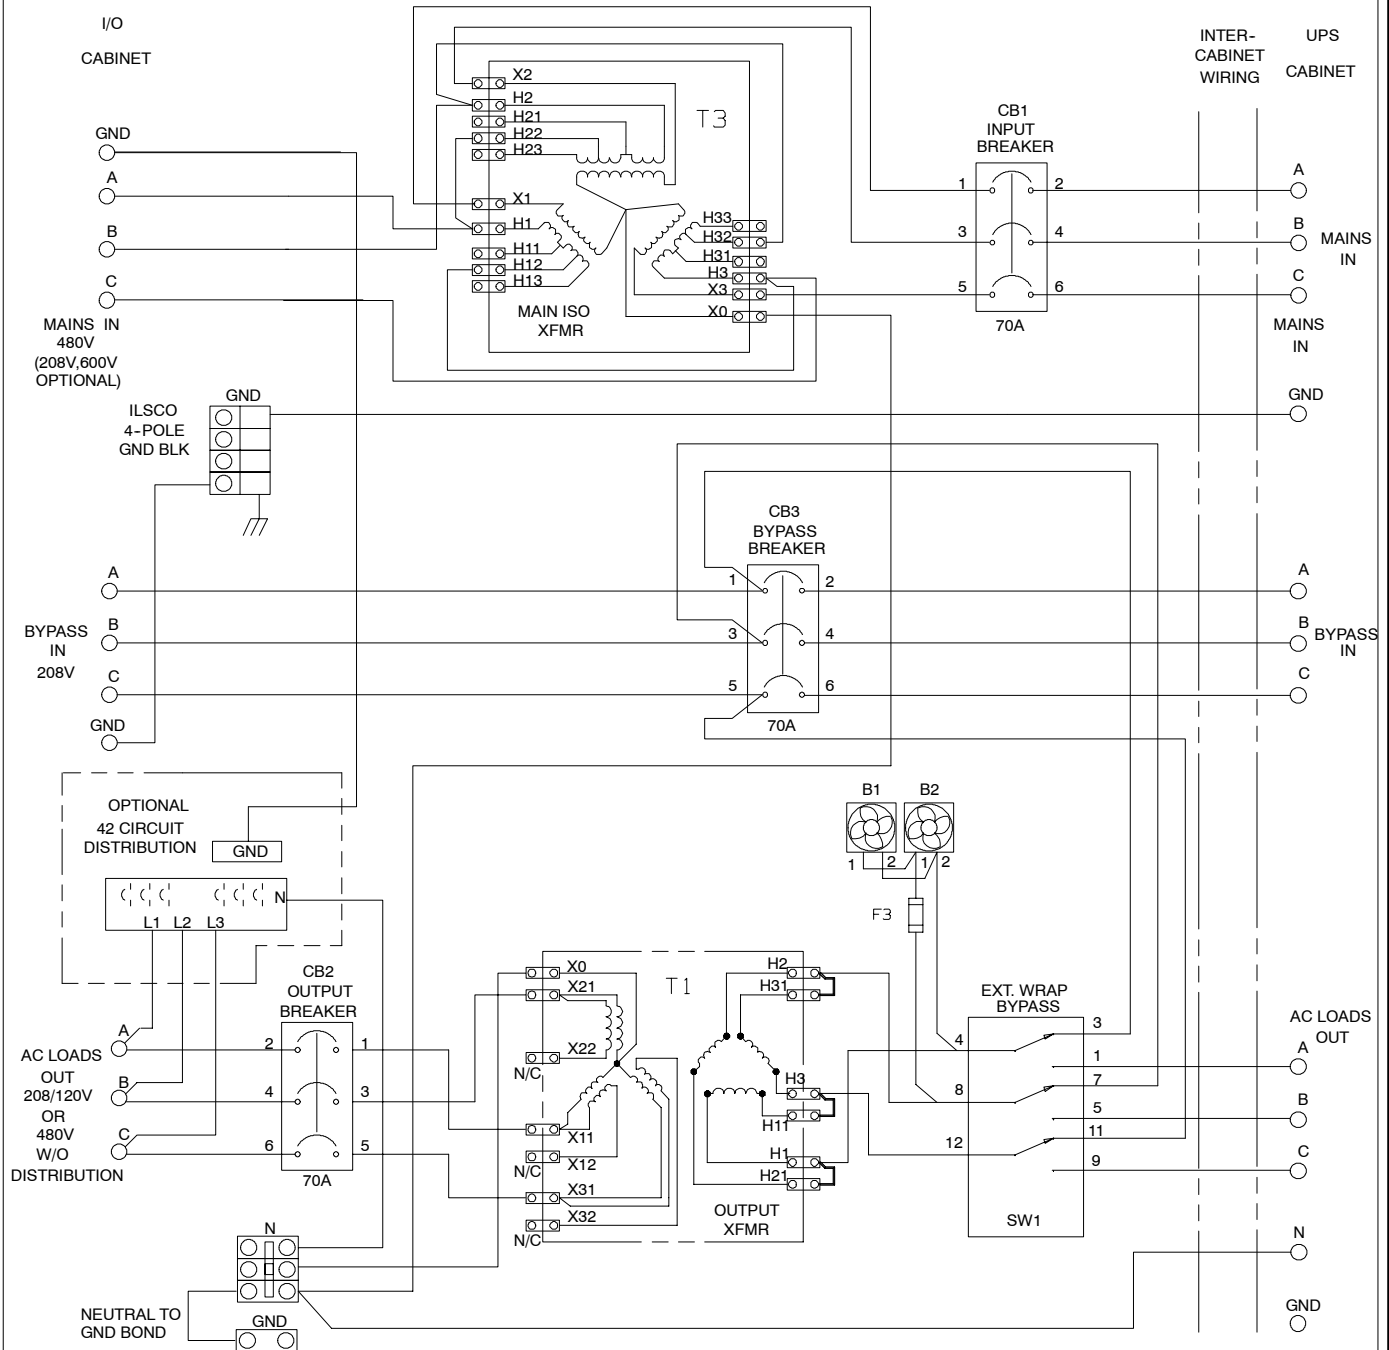 I/O
CABINET
INTER-
CABINET
WIRING
UPS
CABINET
GND
A
B
C
MAINS IN
480V
(208V,600V
OPTIONAL)
X2
H2
H21
H22
H23
X1
H1
H11
H12
H13
T3
H33
H32
H31
H3
X3
X0
MAIN ISO
XFMR
CB1
INPUT
BREAKER
1
2
3
4
5
6
70A
A
B
MAINS
IN
C
MAINS
IN
GND
GND
ILSCO
4-POLE
GND BLK
CB3
BYPASS
BREAKER
1
2
3
4
5
6
70A
A
B
BYPASS
IN
208V
C
GND
A
B
BYPASS
IN
C
OPTIONAL
42 CIRCUIT
DISTRIBUTION
GND
N
L1
L2
L3
B1
B2
1
2
1
2
F3
CB2
OUTPUT
BREAKER
2
1
4
3
6
5
70A
A
AC LOADS
OUT
B
208/120V
OR
C
480V
W/O
DISTRIBUTION
X0
X21
X22
N/C
X11
X12
N/C
X31
X32
N/C
T1
H2
H31
H3
H11
H1
H21
OUTPUT
XFMR
EXT. WRAP
BYPASS
4
3
1
8
7
5
12
11
9
SW1
AC LOADS
OUT
A
B
C
N
GND
N
NEUTRAL TO
GND BOND
GND